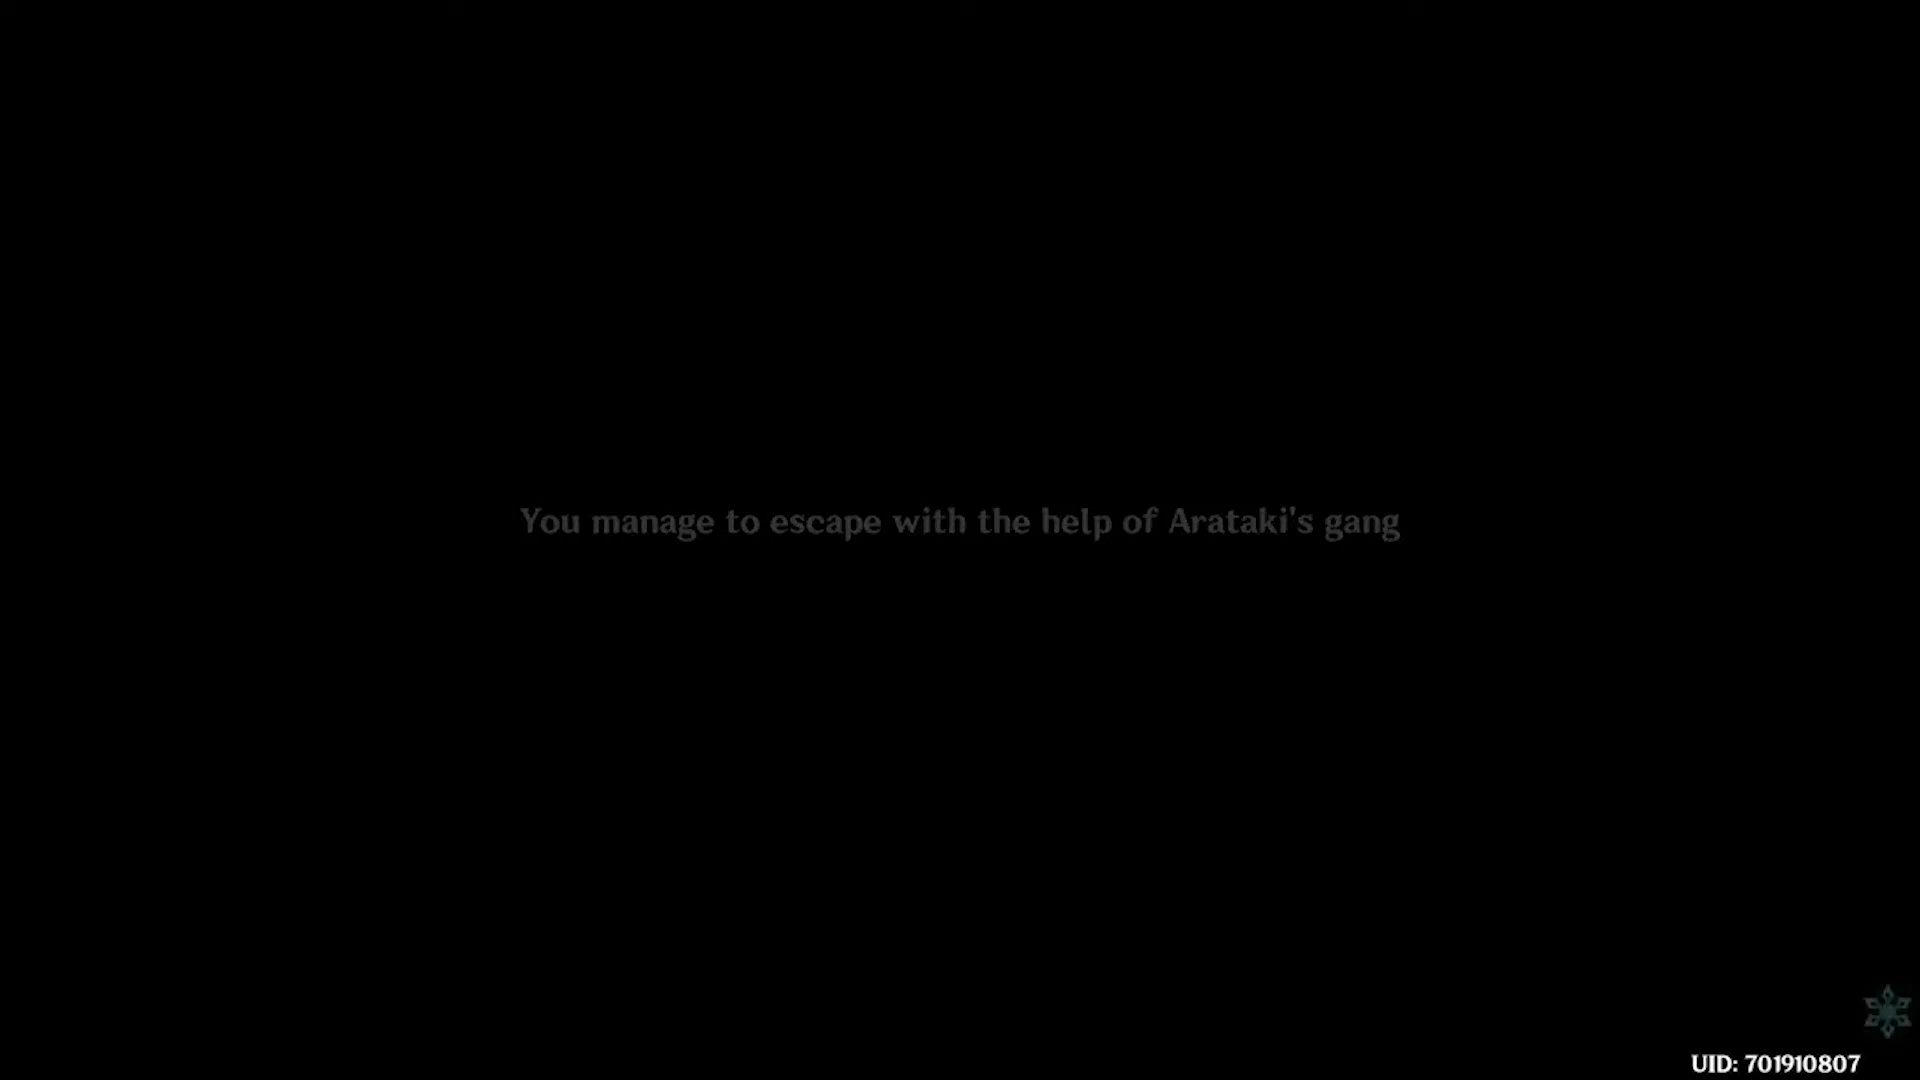 You manage to escape with the help of Arataki's gang
UID: 701910807